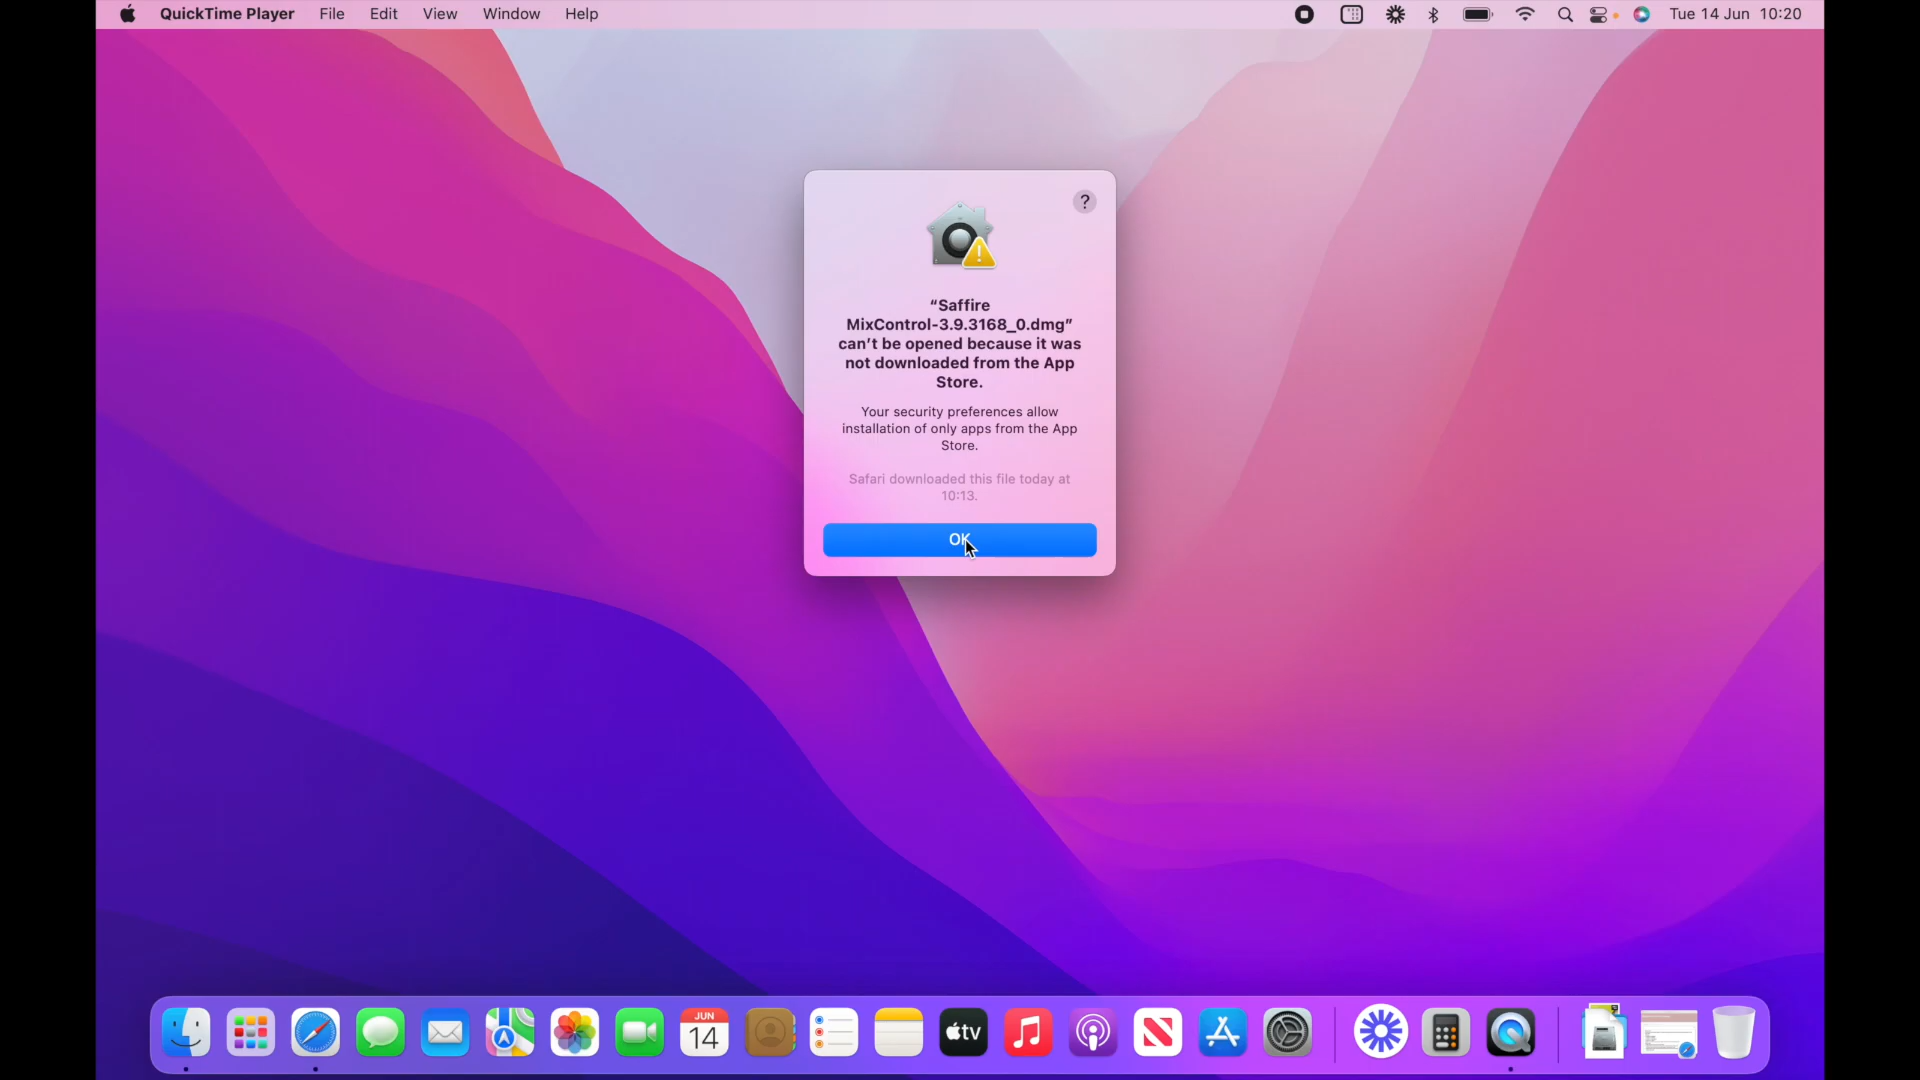 QuickTime Player File Edit View Window Help Tue 14 Jun 10:20
?
“Saffire
MixControl-3.9.3168_0.dmg”
can’t be opened because it was
not downloaded from the App
Store.
Your security preferences allow
installation of only apps from the App
Store.
Safari downloaded this file today at
10:13.
OK
JUN
14
tv